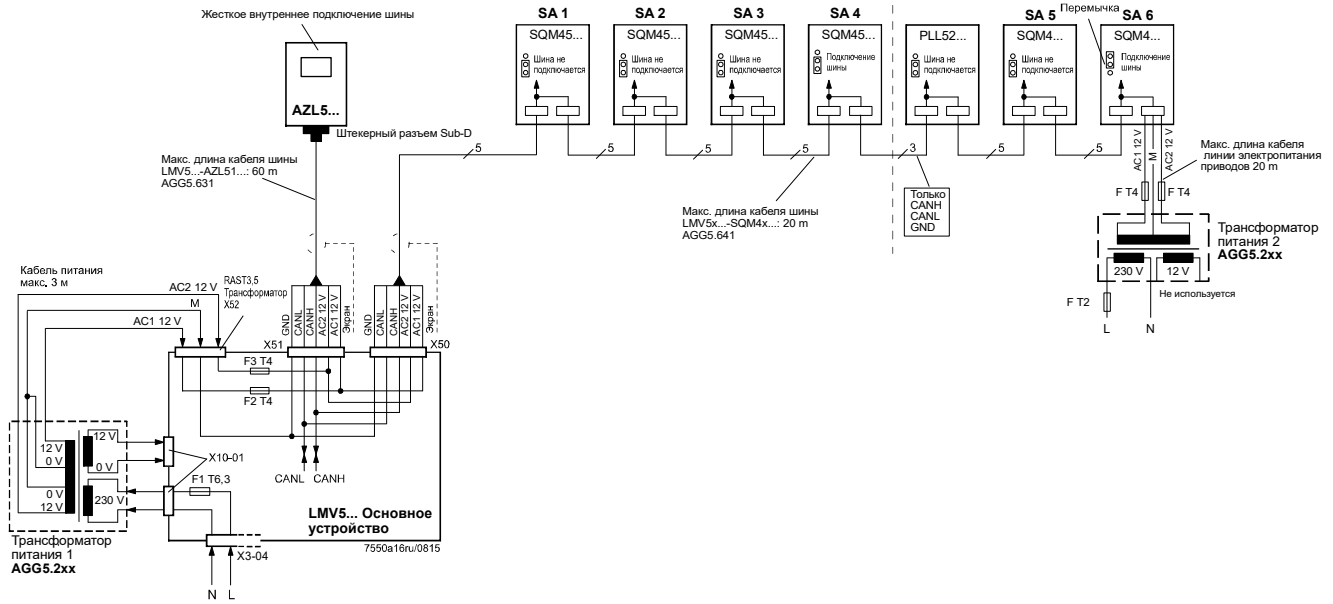 Жесткое внутреннее подключение шины
AZL5...
Штекерный разъем Sub-D
Макс. длина кабеля шины
LMV5...-AZL51...: 60 m
AGG5.631
SA 1
SQM45...
Шина не
подключается
SA 2
SQM45...
Шина не
подключается
SA 3
SQM45...
Шина не
подключается
SA 4
SQM45...
Подключение
шины
PLL52...
Шина не
подключается
SA 5
SQM4...
Шина не
подключается
Перемычка
SA 6
SQM4...
Подключение
шины
5
5
5
5
3
5
5
Только
CANH
CANL
GND
Макс. длина кабеля шины
LMV5x...-SQM4x...: 20 m
AGG5.641
AC1 12 V
M
AC2 12 V
Макс. длина кабеля
линии электропитания
приводов 20 m
F T4
F T4
Трансформатор
питания 2
AGG5.2xx
230 V
12 V
Не используется
F T2
L
N
Кабель питания
макс. 3 м
AC2 12 V
M
AC1 12 V
RAST3,5
Трансформатор
X52
GND
CANL
CANH
AC2 12 V
AC1 12 V
Экран
X51
GND
CANL
CANH
AC2 12 V
AC1 12 V
Экран
X50
F3 T4
F2 T4
CANL
CANH
12 V
0 V
0 V
12 V
12 V
0 V
230 V
X10-01
F1 T6,3
LMV5... Основное
устройство
7550a16ru/0815
Трансформатор
питания 1
AGG5.2xx
X3-04
N
L